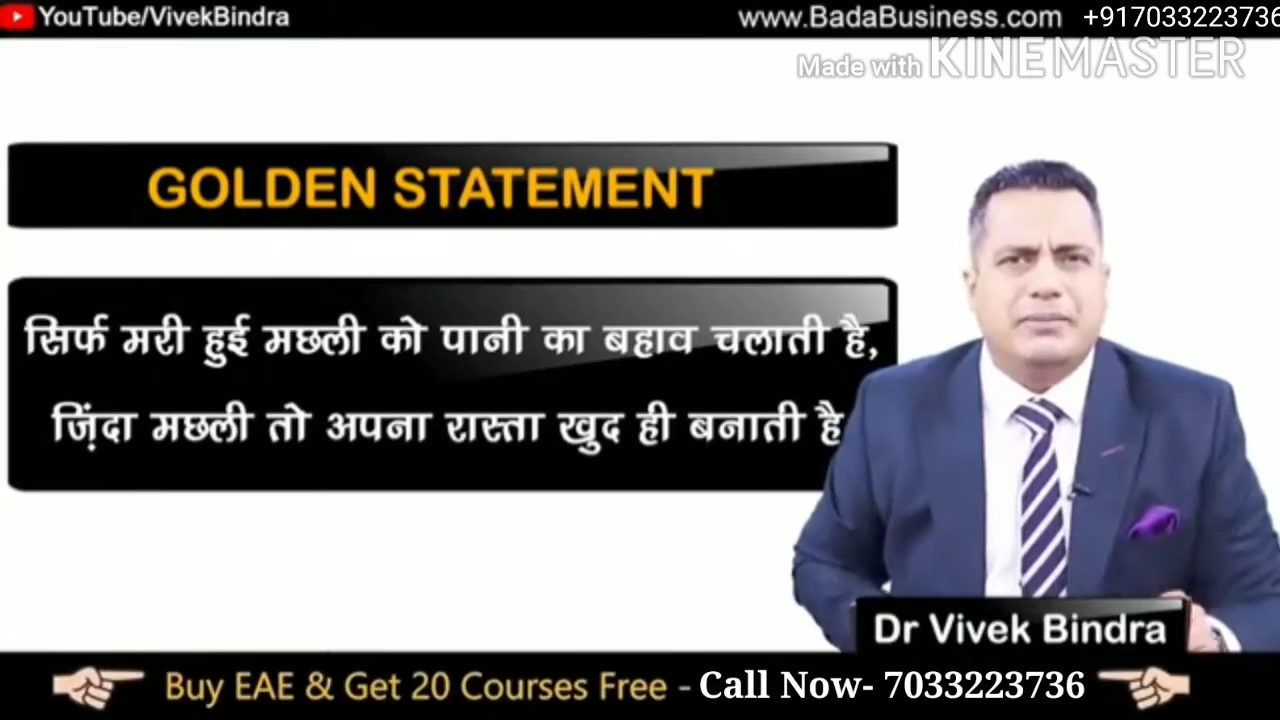 YouTube/VivekBindra
www.BadaBusiness.com
+917033223736
Made with KINEMASTER
GOLDEN STATEMENT
सिर्फ मरी हुई मछली को पानी का बहाव चलाती है,
ज़िंदा मछली तो अपना रास्ता खुद ही बनाती है
Dr Vivek Bindra
Buy EAE & Get 20 Courses Free - Call Now- 7033223736